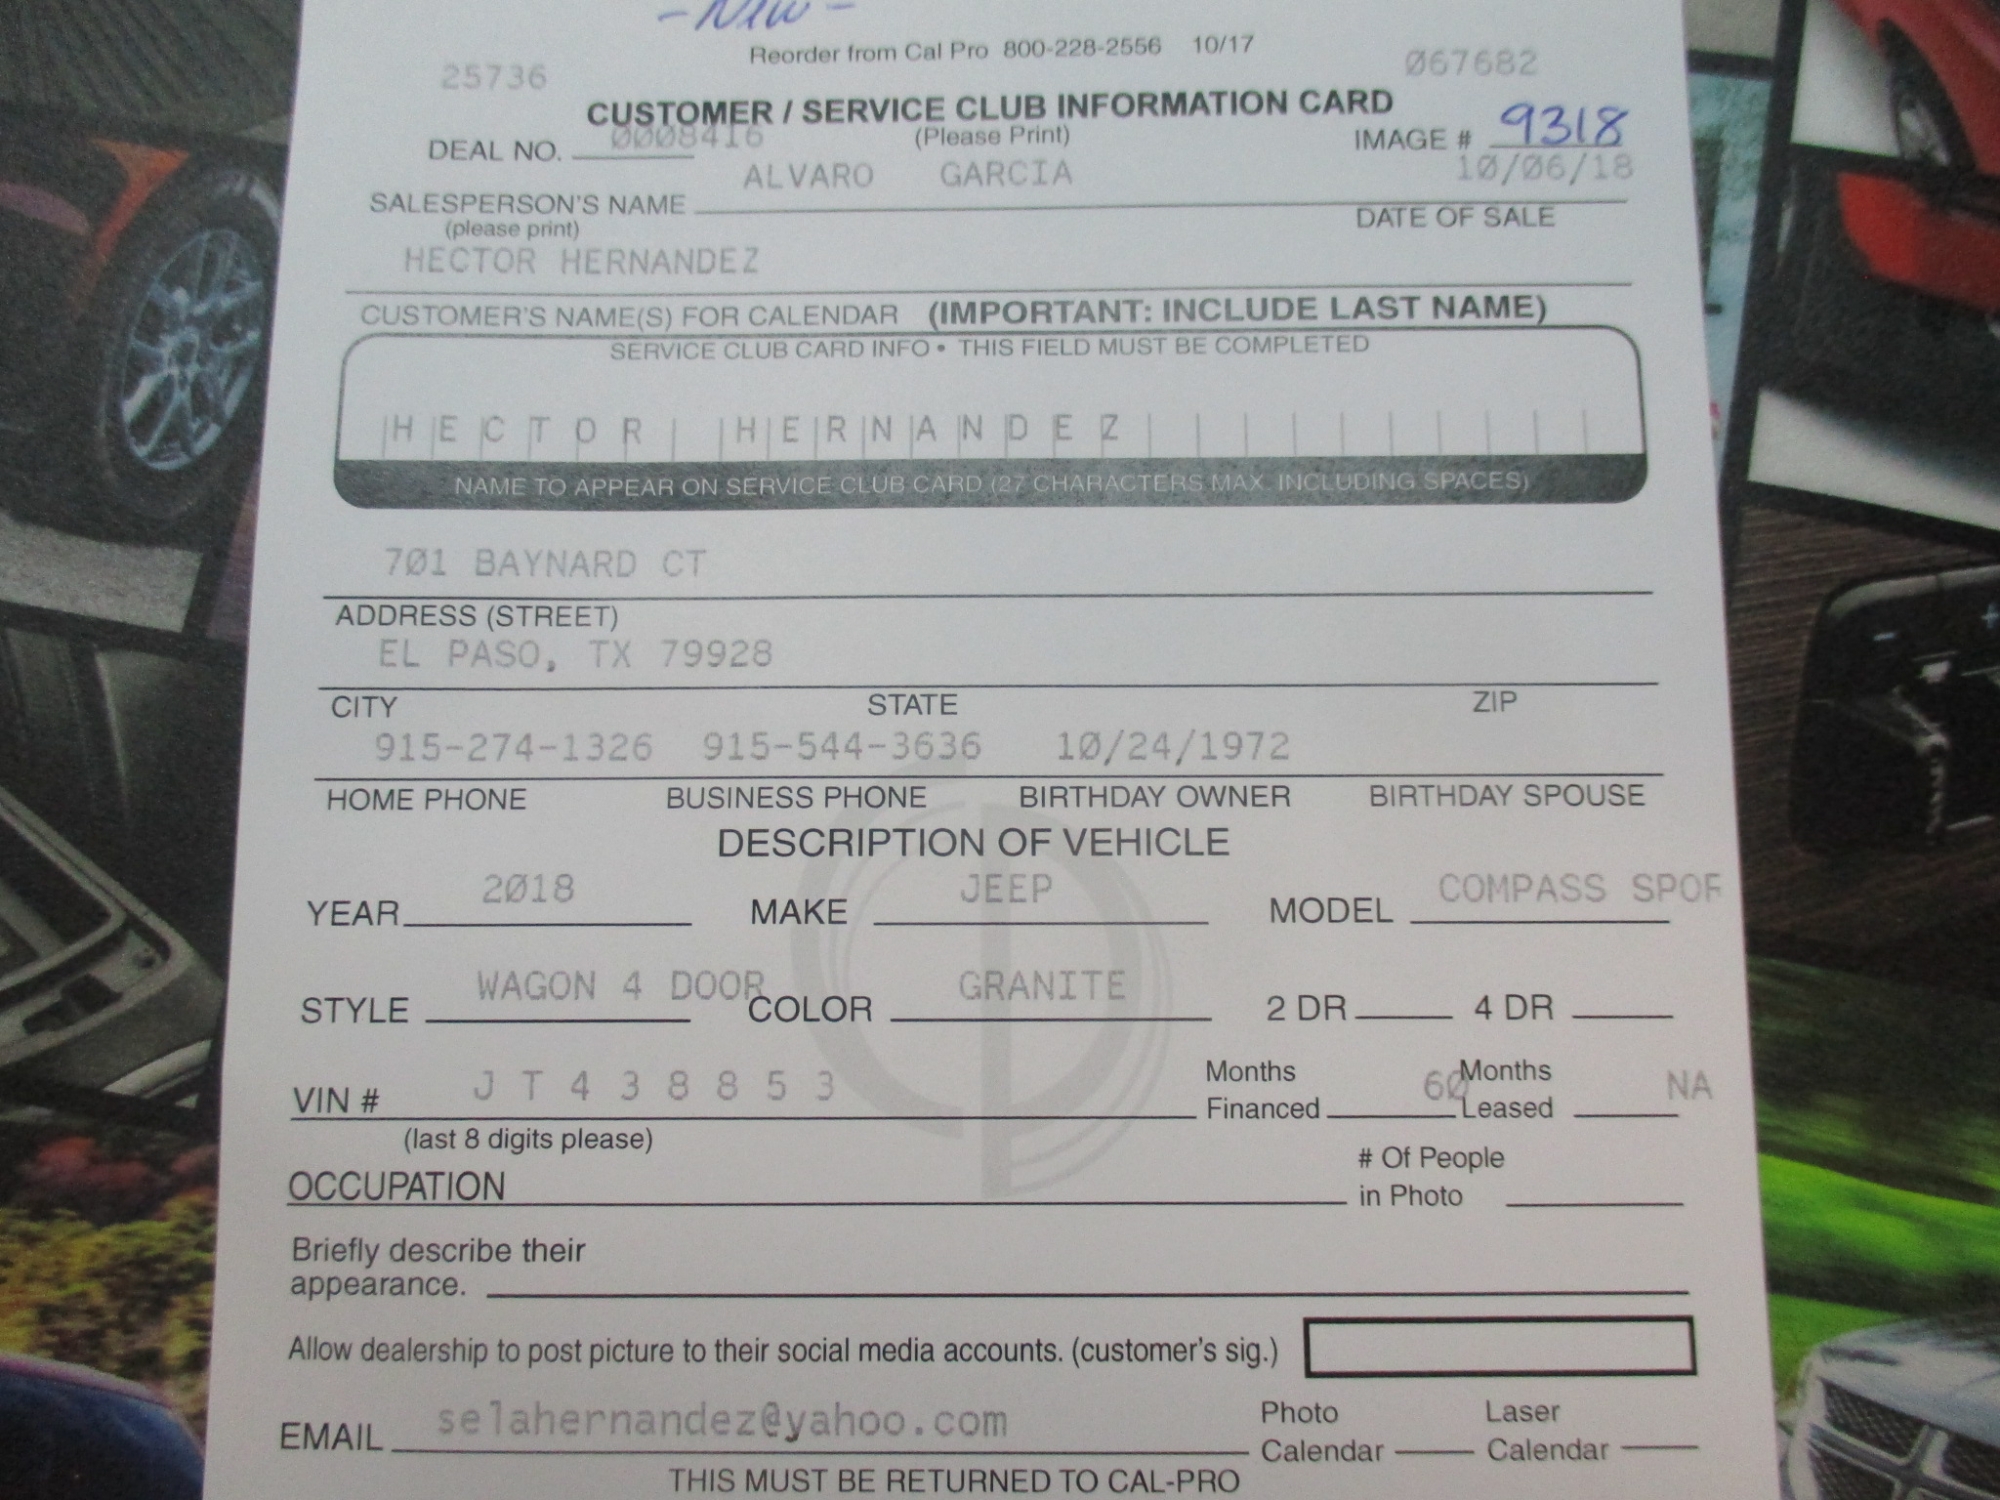 - New -
Reorder from Cal Pro 800-228-2556 10/17
25736 067682
CUSTOMER / SERVICE CLUB INFORMATION CARD
(Please Print)
DEAL NO. 0008416 IMAGE # 9318
ALVARO GARCIA 10/06/18
SALESPERSON'S NAME DATE OF SALE
(please print)
HECTOR HERNANDEZ
CUSTOMER'S NAME(S) FOR CALENDAR (IMPORTANT: INCLUDE LAST NAME)
SERVICE CLUB CARD INFO • THIS FIELD MUST BE COMPLETED
HECTOR HERNANDEZ
NAME TO APPEAR ON SERVICE CLUB CARD (27 CHARACTERS MAX. INCLUDING SPACES)
701 BAYNARD CT
ADDRESS (STREET)
EL PASO, TX 79928
CITY STATE ZIP
915-274-1326 915-544-3636 10/24/1972
HOME PHONE BUSINESS PHONE BIRTHDAY OWNER BIRTHDAY SPOUSE
DESCRIPTION OF VEHICLE
YEAR 2018 MAKE JEEP MODEL COMPASS SPOR
STYLE WAGON 4 DOOR COLOR GRANITE 2 DR 4 DR
VIN # JT438853 Months Financed 60 Months Leased NA
(last 8 digits please)
OCCUPATION # Of People in Photo
Briefly describe their
appearance.
Allow dealership to post picture to their social media accounts. (customer's sig.)
EMAIL selahernandez@yahoo.com Photo Calendar Laser Calendar
THIS MUST BE RETURNED TO CAL-PRO